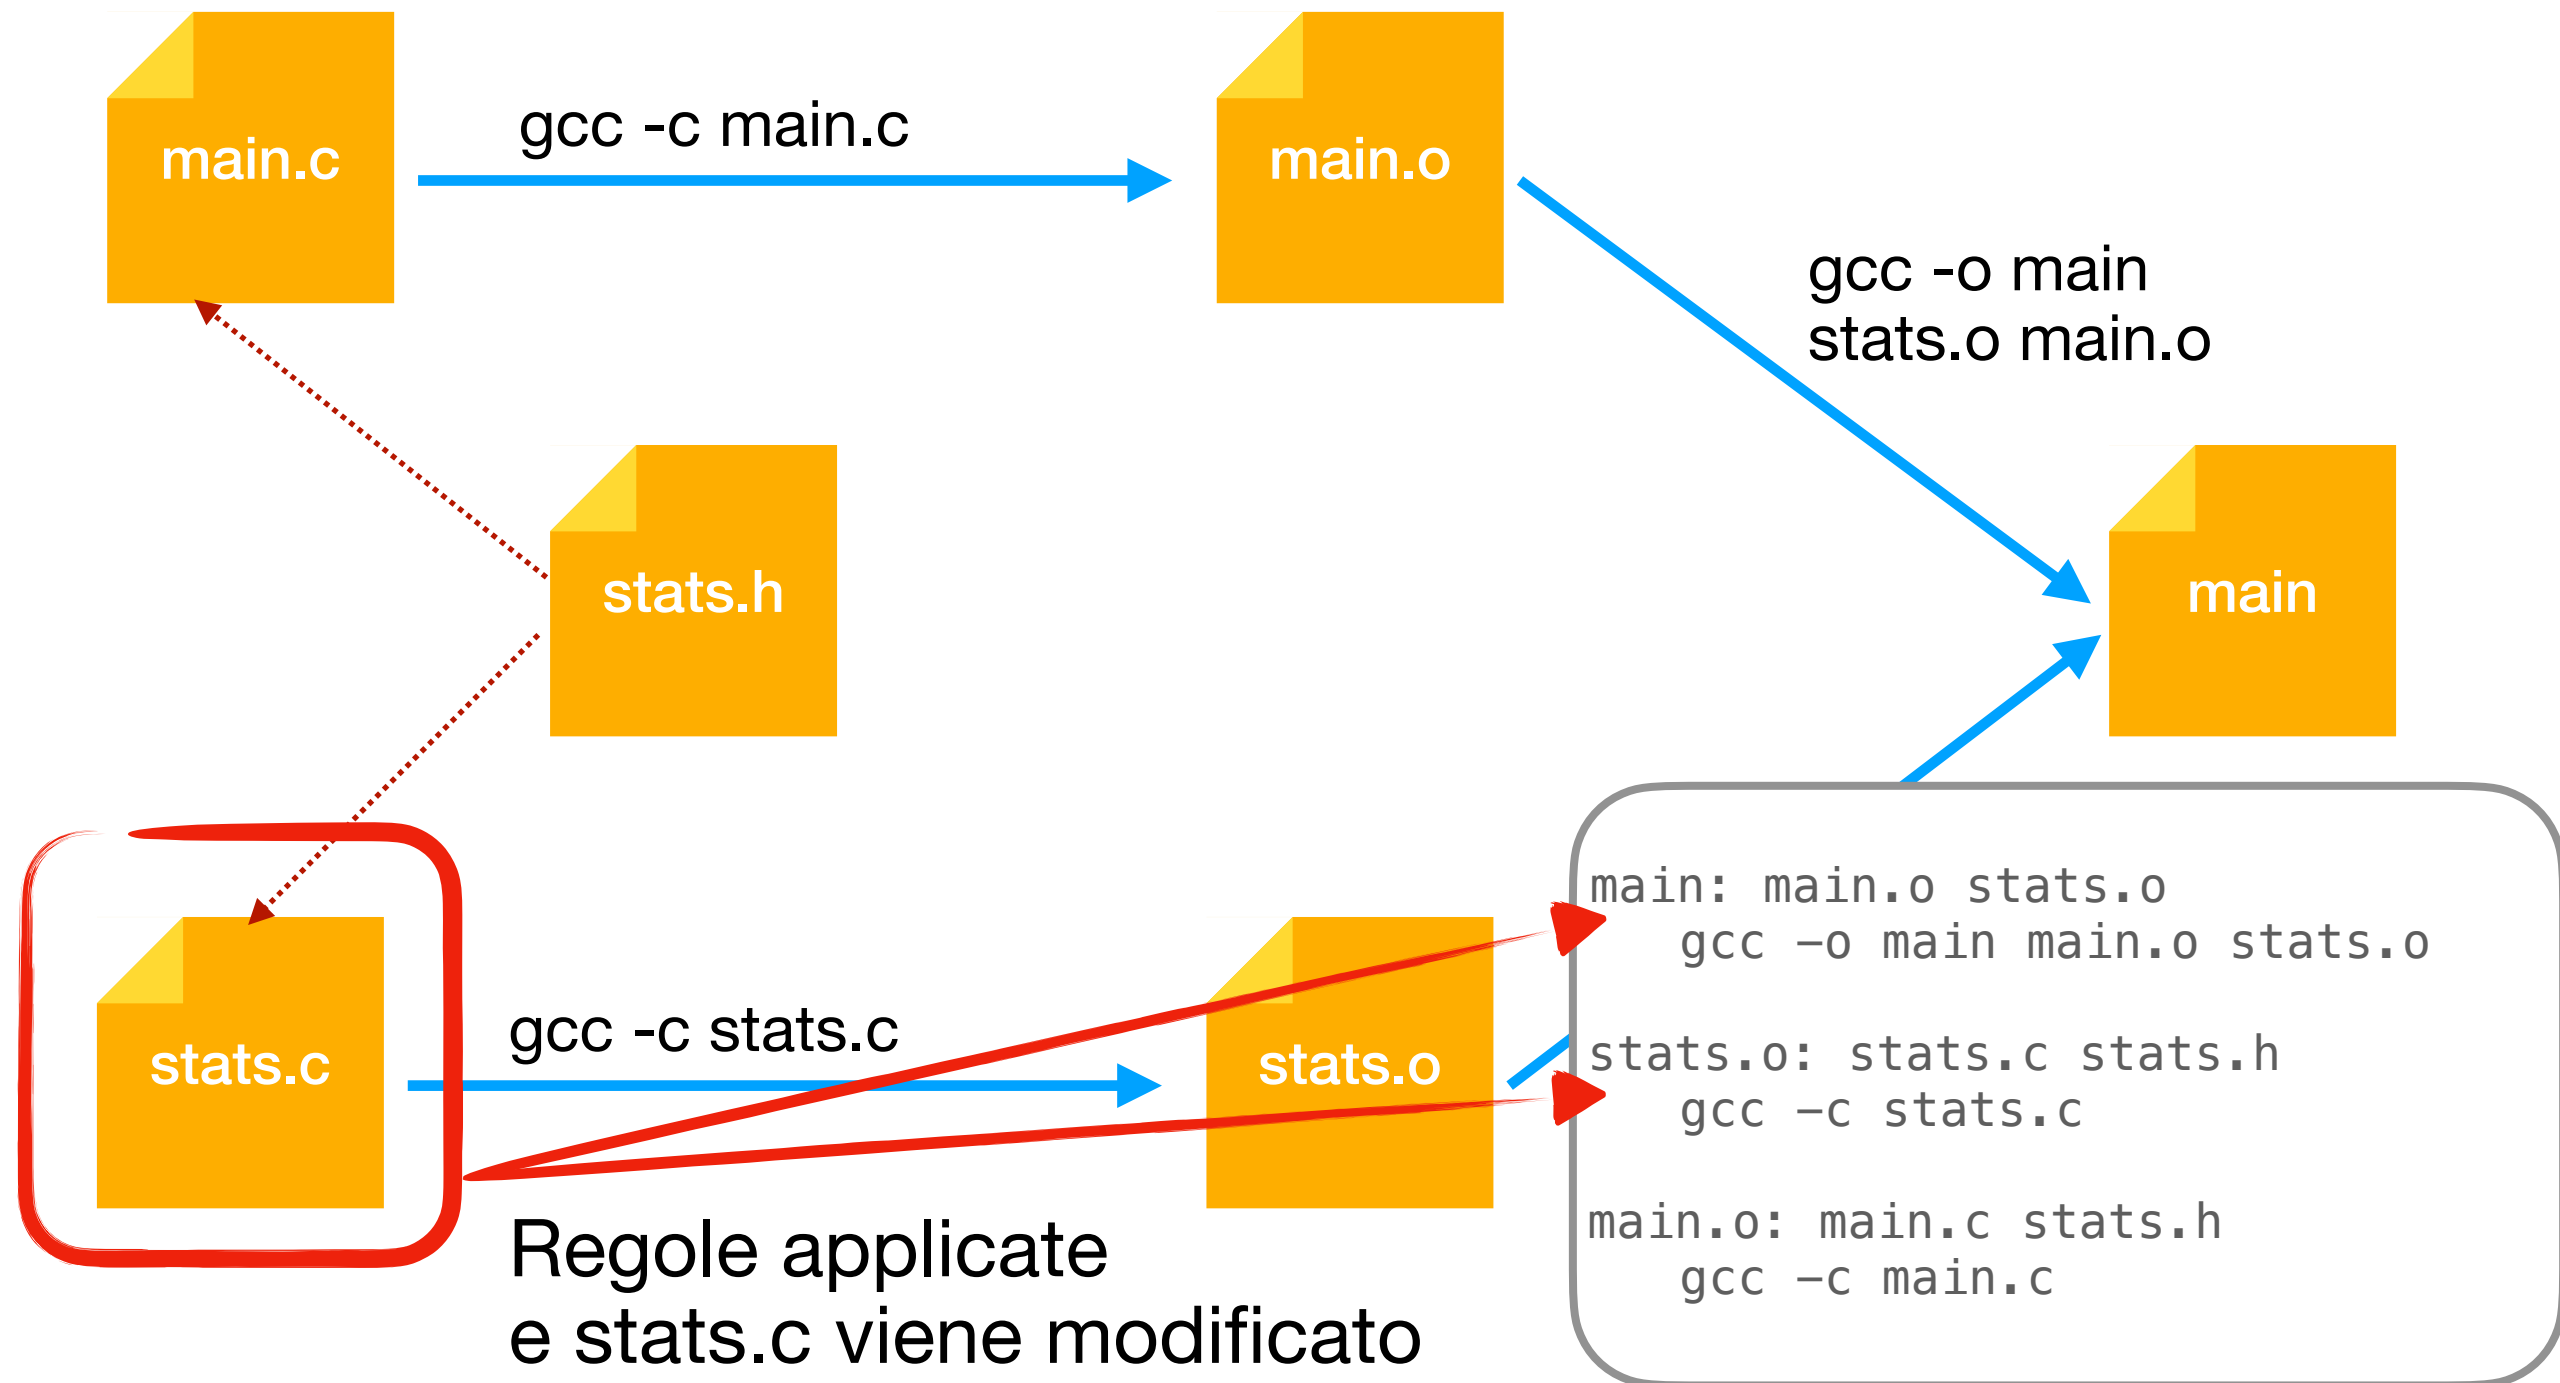 main.c
gcc -c main.c
main.o
gcc -o main
stats.o main.o
stats.h
main
stats.c
gcc -c stats.c
stats.o
main: main.o stats.o
gcc -o main main.o stats.o
stats.o: stats.c stats.h
gcc -c stats.c
main.o: main.c stats.h
gcc -c main.c
Regole applicate
e stats.c viene modificato